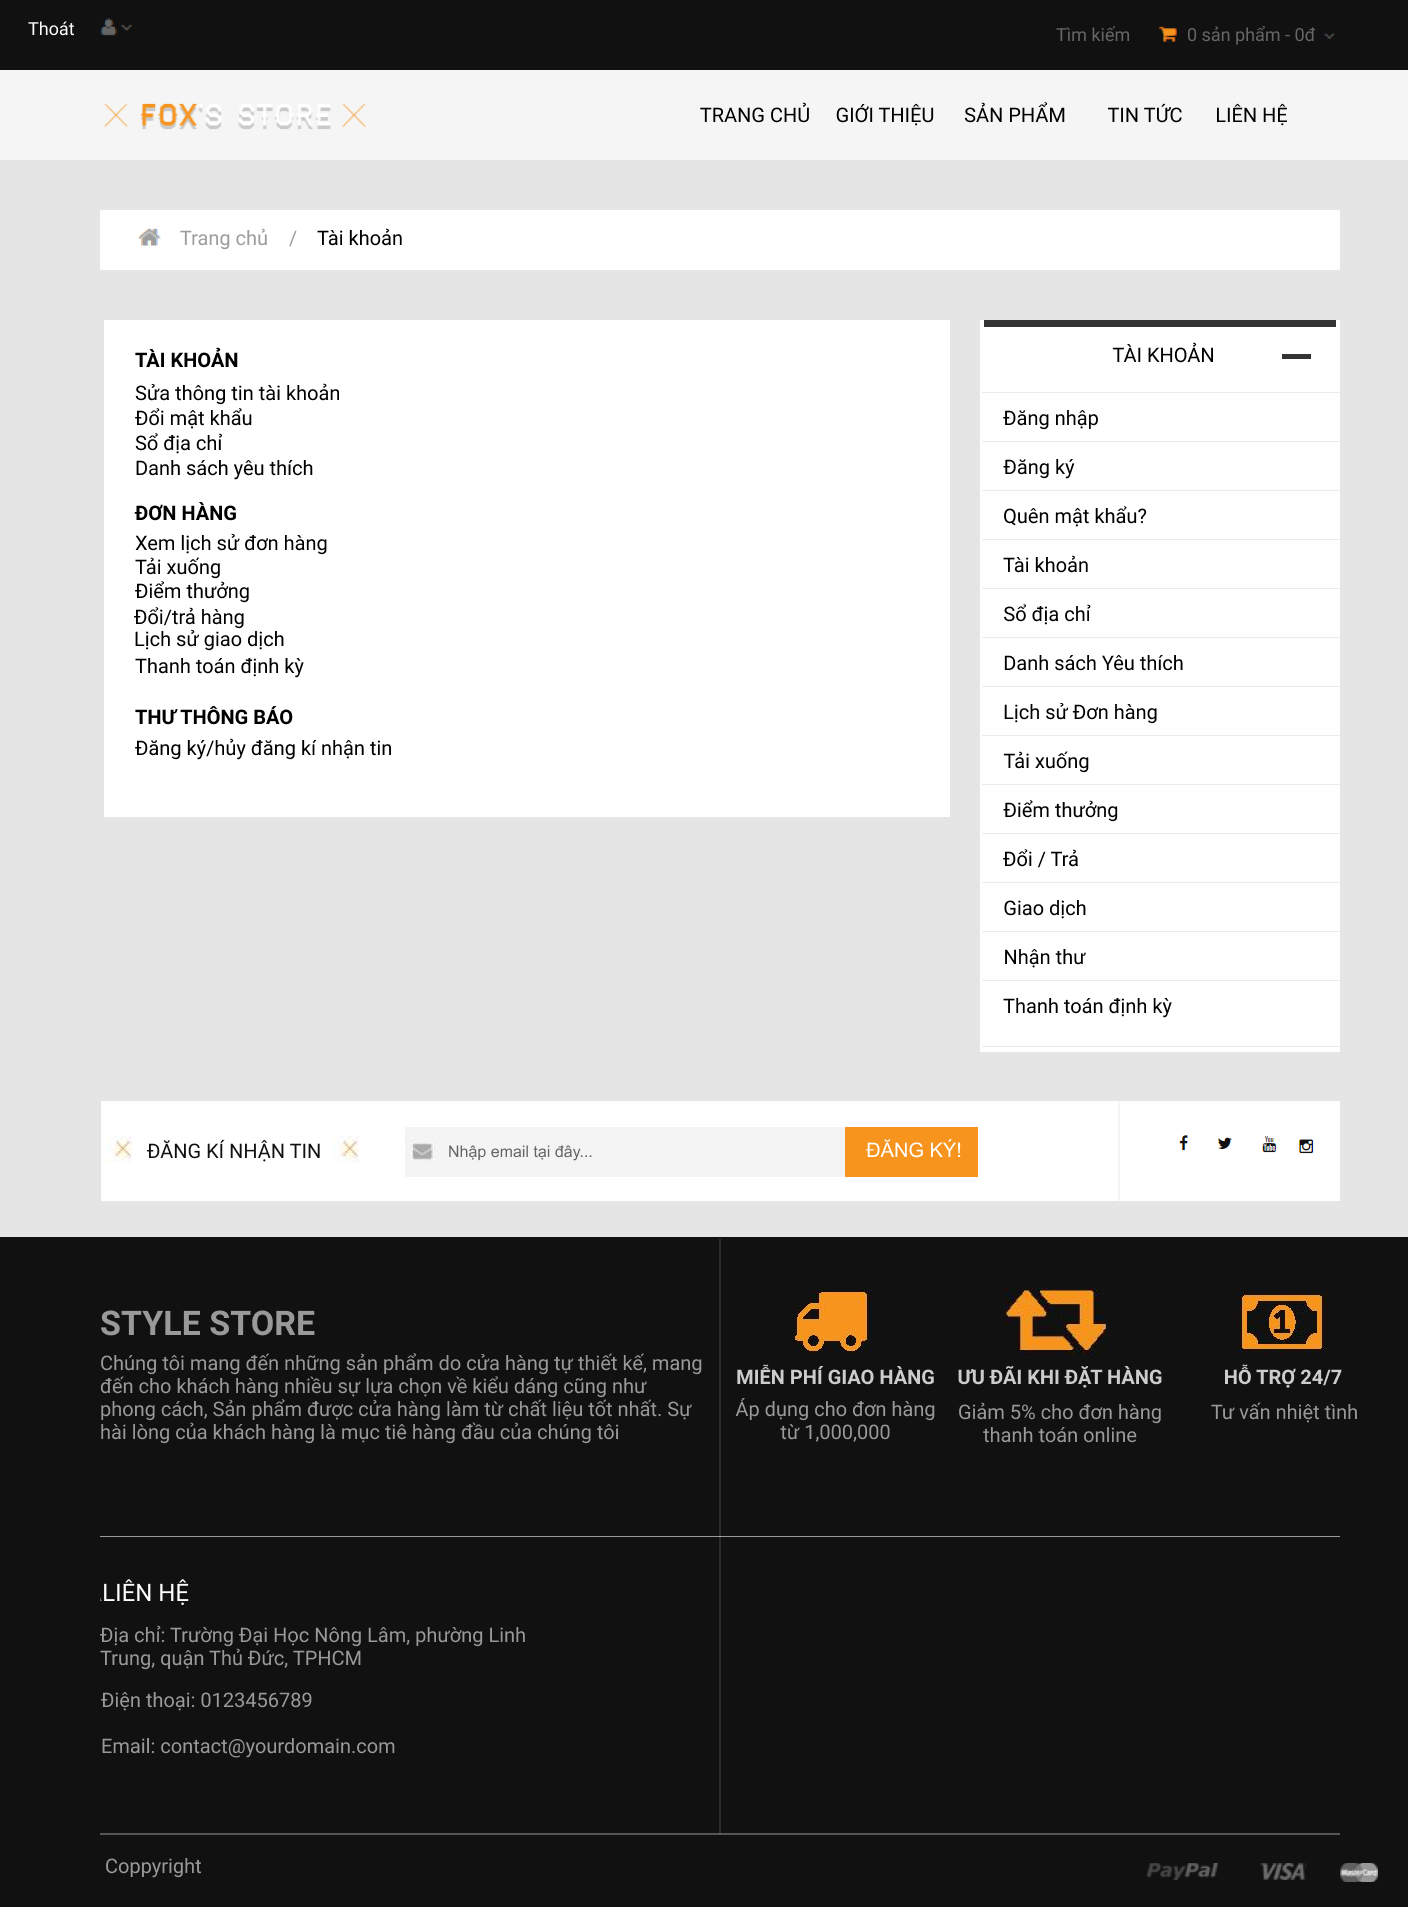 Thoát
Tìm kiếm
0 sản phẩm - 0đ
FOX'S STORE
TRANG CHỦ
GIỚI THIỆU
SẢN PHẨM
TIN TỨC
LIÊN HỆ
Trang chủ / Tài khoản
TÀI KHOẢN
Sửa thông tin tài khoản
Đổi mật khẩu
Sổ địa chỉ
Danh sách yêu thích
ĐƠN HÀNG
Xem lịch sử đơn hàng
Tải xuống
Điểm thưởng
Đổi/trả hàng
Lịch sử giao dịch
Thanh toán định kỳ
THƯ THÔNG BÁO
Đăng ký/hủy đăng kí nhận tin
TÀI KHOẢN
Đăng nhập
Đăng ký
Quên mật khẩu?
Tài khoản
Sổ địa chỉ
Danh sách Yêu thích
Lịch sử Đơn hàng
Tải xuống
Điểm thưởng
Đổi / Trả
Giao dịch
Nhận thư
Thanh toán định kỳ
ĐĂNG KÍ NHẬN TIN
Nhập email tại đây...
ĐĂNG KÝ!
You
Tube
STYLE STORE
Chúng tôi mang đến những sản phẩm do cửa hàng tự thiết kế, mang
đến cho khách hàng nhiều sự lựa chọn về kiểu dáng cũng như
phong cách, Sản phẩm được cửa hàng làm từ chất liệu tốt nhất. Sự
hài lòng của khách hàng là mục tiê hàng đầu của chúng tôi
MIỄN PHÍ GIAO HÀNG
Áp dụng cho đơn hàng
từ 1,000,000
ƯU ĐÃI KHI ĐẶT HÀNG
Giảm 5% cho đơn hàng
thanh toán online
1
HỖ TRỢ 24/7
Tư vấn nhiệt tình
LIÊN HỆ
Địa chỉ: Trường Đại Học Nông Lâm, phường Linh
Trung, quận Thủ Đức, TPHCM
Điện thoại: 0123456789
Email: contact@yourdomain.com
Coppyright
PayPal
VISA
MasterCard